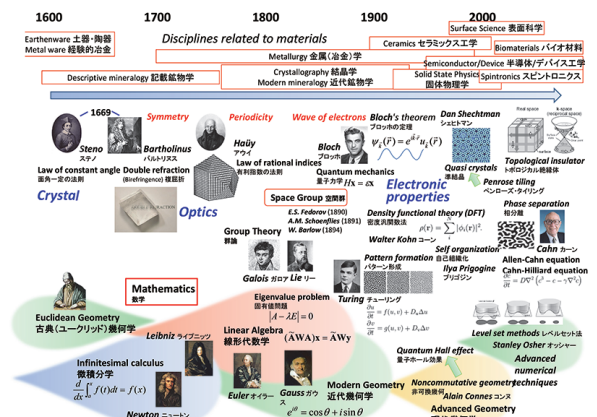 1600 1700 1800 1900 2000
Surface Science 表面科学
Earthenware 土器・陶器
Metal ware 経験的冶金
Disciplines related to materials
Ceramics セラミックス工学
Biomaterials バイオ材料
Metallurgy 金属（冶金）学
Semiconductor/Device 半導体/デバイス工学
Descriptive mineralogy 記載鉱物学
Crystallography 結晶学
Modern mineralogy 近代鉱物学
Solid State Physics
固体物理学
Spintronics スピントロニクス
1669
Symmetry
Periodicity
Wave of electrons
Steno
ステノ
Bartholinus
バルトリヌス
Haüy
アウイ
Bloch
ブロッホ
Bloch's theorem
ブロッホの定理
Dan Shechtman
シェヒトマン
Real space
k-space
(reciprocal space)
Law of constant angle
面角一定の法則
Double refraction
(Birefringence) 複屈折
Law of rational indices
有利指数の法則
Quantum mechanics
量子力学 Hx = εx
Quasi crystals
準結晶
Topological insulator
トポロジカル絶縁体
Crystal
Optics
Electronic
properties
Penrose tiling
ペンローズ・タイリング
Space Group 空間群
E.S. Fedorov (1890)
A.M. Schoenflies (1891)
W. Barlow (1894)
Density functional theory (DFT)
密度汎関数法
Walter Kohn コーン
Phase separation
相分離
Cahn カーン
Group Theory
群論
Galois ガロア
Lie リー
Self organization
自己組織化
Ilya Prigogine
プリゴジン
Pattern formation
パターン形成
Turing チューリング
Allen-Cahn equation
Cahn-Hilliard equation
Mathematics
数学
Euclidean Geometry
古典（ユークリッド）幾何学
Eigenvalue problem
固有値問題
|A − λE| = 0
Leibniz ライプニッツ
Linear Algebra
線形代数学
(ÃWA)x = ÃWy
Level set methods レベルセット法
Stanley Osher オッシャー
Infinitesimal calculus
微積分学
Quantum Hall effect
量子ホール効果
Advanced
numerical
techniques
Euler オイラー
Gauss ガウス
Modern Geometry
近代幾何学
Noncommutative geometry
非可換幾何
Alain Connes コンヌ
Newton ニュートン
e^{iθ} = cosθ + i sinθ
Advanced Geometry